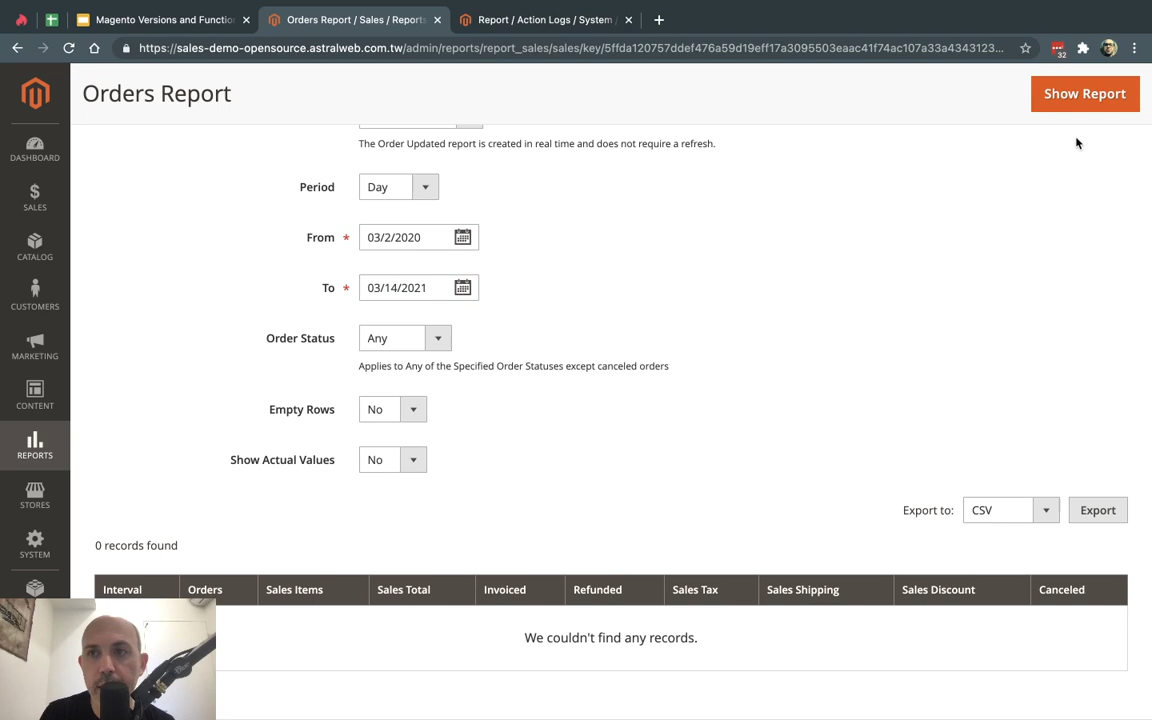 Magento Versions and Functio
Orders Report / Sales / Reports
Report / Action Logs / System
https://sales-demo-opensource.astralweb.com.tw/admin/reports/report_sales/sales/key/5ffda120757ddef476a59d19eff17a3095503eaac41f74ac107a33a4343123...
32
Orders Report
Show Report
DASHBOARD
SALES
CATALOG
CUSTOMERS
MARKETING
CONTENT
REPORTS
STORES
SYSTEM
The Order Updated report is created in real time and does not require a refresh.
Period Day
From * 03/2/2020
To * 03/14/2021
Order Status Any
Applies to Any of the Specified Order Statuses except canceled orders
Empty Rows No
Show Actual Values No
Export to: CSV Export
0 records found
Interval Orders Sales Items Sales Total Invoiced Refunded Sales Tax Sales Shipping Sales Discount Canceled
We couldn't find any records.